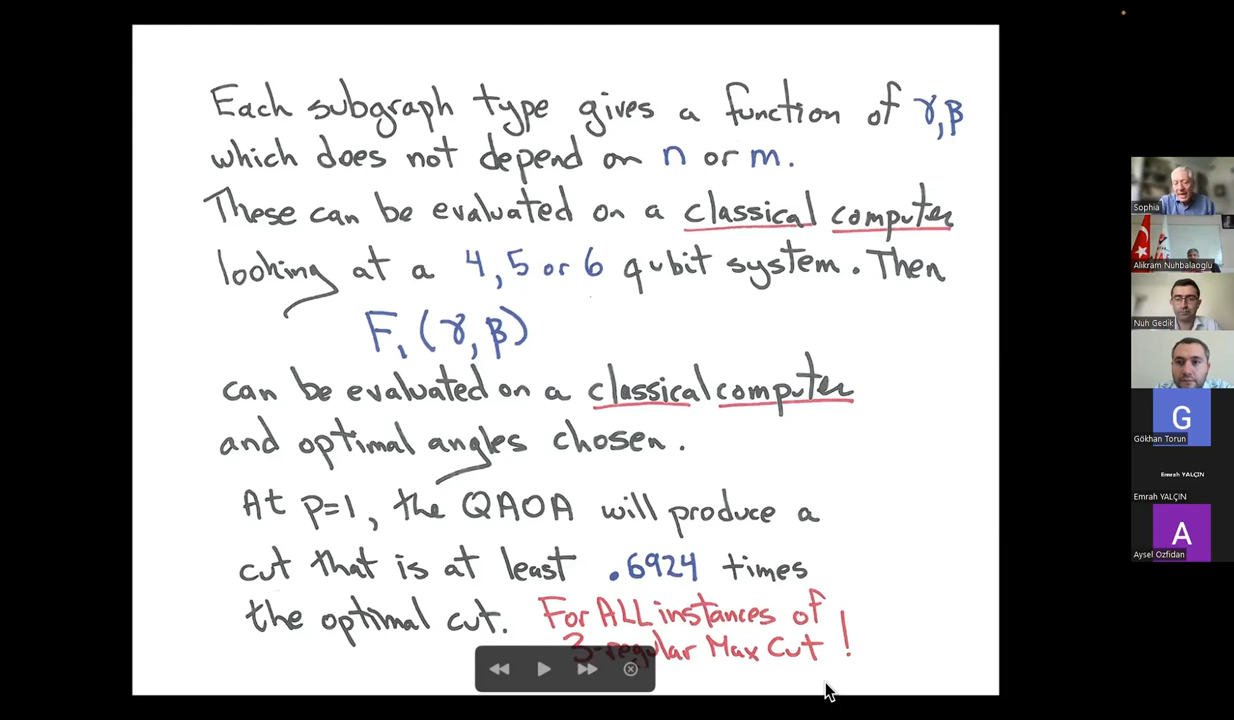 Each subgraph type gives a function of γ, β
which does not depend on n or m.
These can be evaluated on a classical computer
looking at a 4, 5 or 6 qubit system. Then
F₁(γ, β)
can be evaluated on a classical computer
and optimal angles chosen.
At p=1, the QAOA will produce a
cut that is at least .6924 times
the optimal cut. For ALL instances of
3-regular Max Cut!
Sophia
Alikram Nuhbalaoglu
Nuh Gedik
G
Gökhan Torun
Emrah YALÇIN
Emrah YALÇIN
A
Aysel Ozfidan